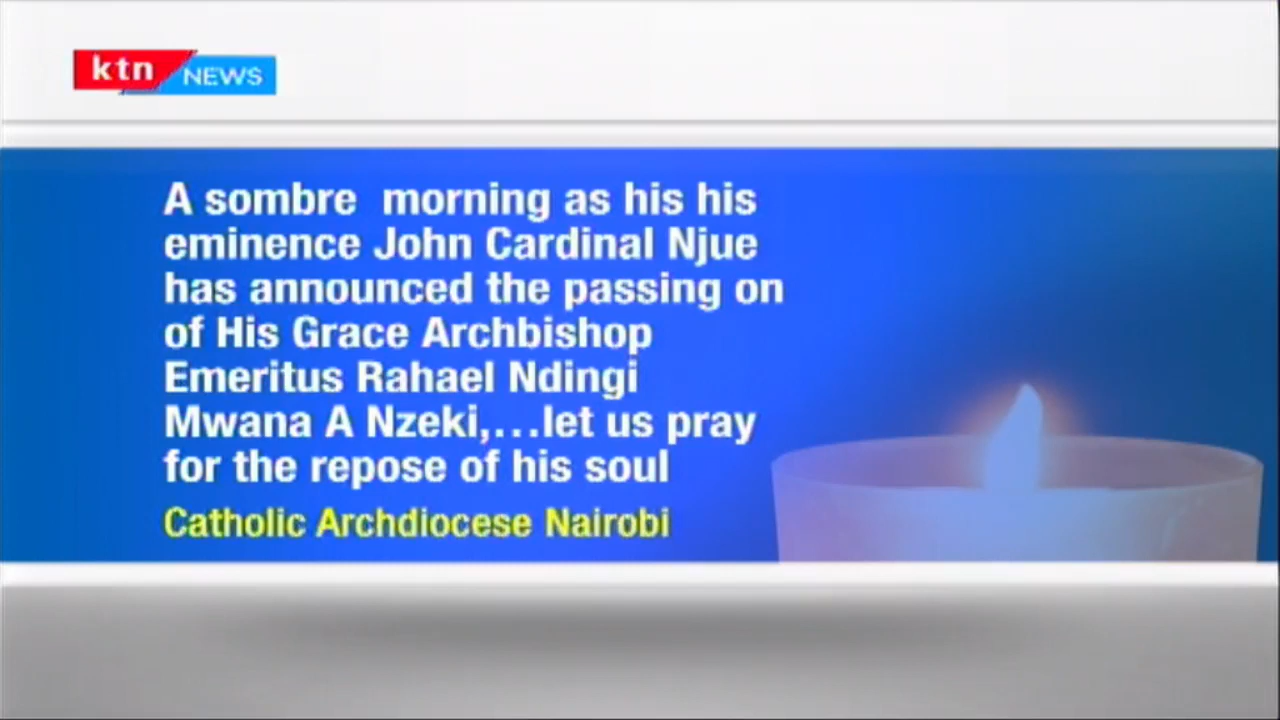 ktn NEWS
A sombre morning as his his
eminence John Cardinal Njue
has announced the passing on
of His Grace Archbishop
Emeritus Rahael Ndingi
Mwana A Nzeki,...let us pray
for the repose of his soul
Catholic Archdiocese Nairobi